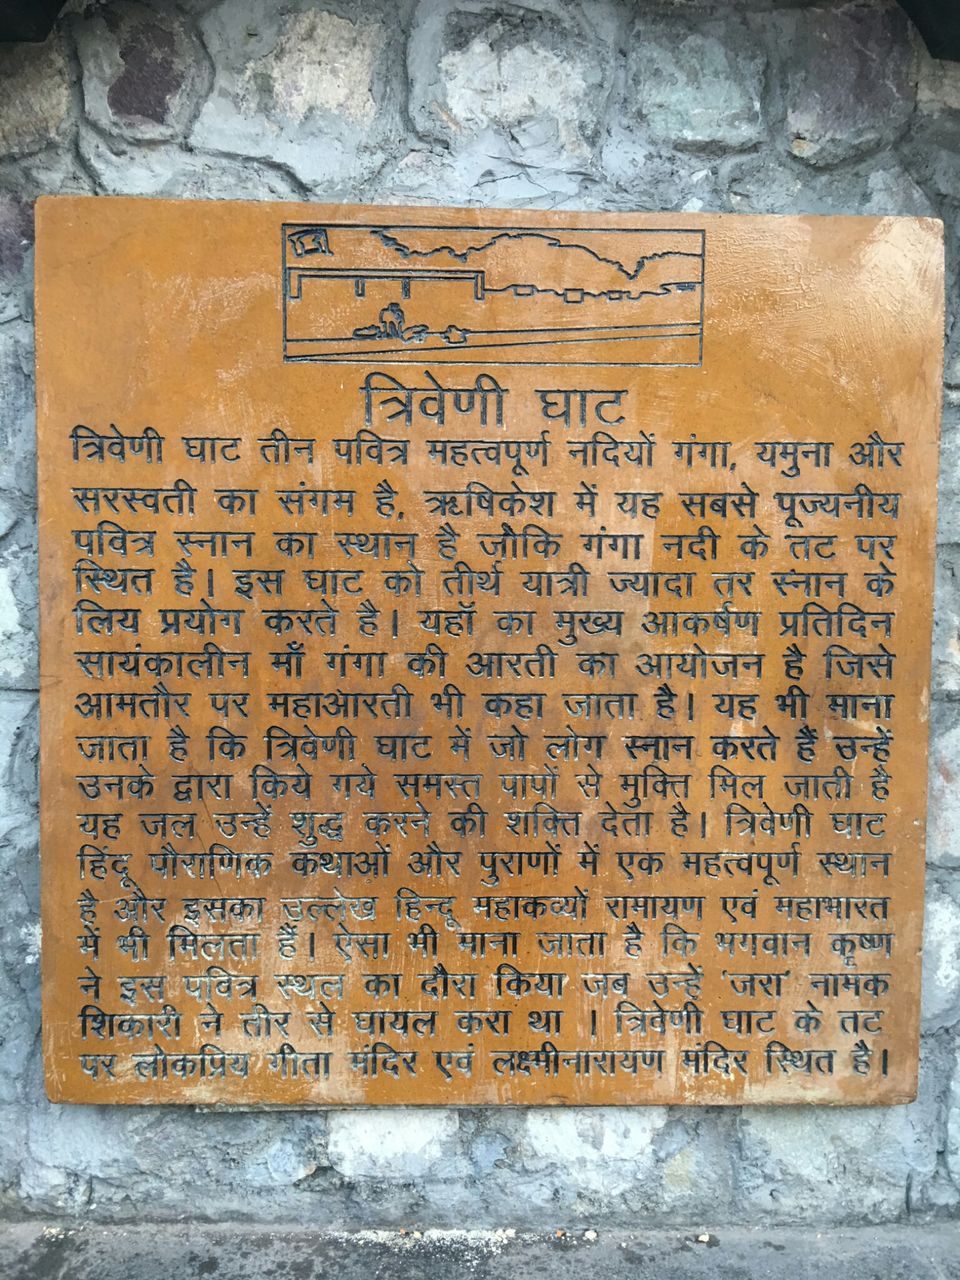 त्रिवेणी घाट
त्रिवेणी घाट तीन पवित्र महत्वपूर्ण नदियों गंगा, यमुना और
सरस्वती का संगम है, ऋषिकेश में यह सबसे पूज्यनीय
पवित्र स्नान का स्थान है जोकि गंगा नदी के तट पर
स्थित है। इस घाट को तीर्थ यात्री ज्यादा तर स्नान के
लिय प्रयोग करते है। यहॉ का मुख्य आकर्षण प्रतिदिन
सायंकालीन माँ गंगा की आरती का आयोजन है जिसे
आमतौर पर महाआरती भी कहा जाता है। यह भी माना
जाता है कि त्रिवेणी घाट में जो लोग स्नान करते हैं उन्हें
उनके द्वारा किये गये समस्त पापों से मुक्ति मिल जाती है
यह जल उन्हें शुद्ध करने की शक्ति देता है। त्रिवेणी घाट
हिंदू पौराणिक कथाओं और पुराणों में एक महत्वपूर्ण स्थान
है और इसका उल्लेख हिन्दू महाकव्यों रामायण एवं महाभारत
में भी मिलता हैं। ऐसा भी माना जाता है कि भगवान कृष्ण
ने इस पवित्र स्थल का दौरा किया जब उन्हें 'जरा' नामक
शिकारी ने तीर से घायल करा था । त्रिवेणी घाट के तट
पर लोकप्रिय गीता मंदिर एवं लक्ष्मीनारायण मंदिर स्थित है।